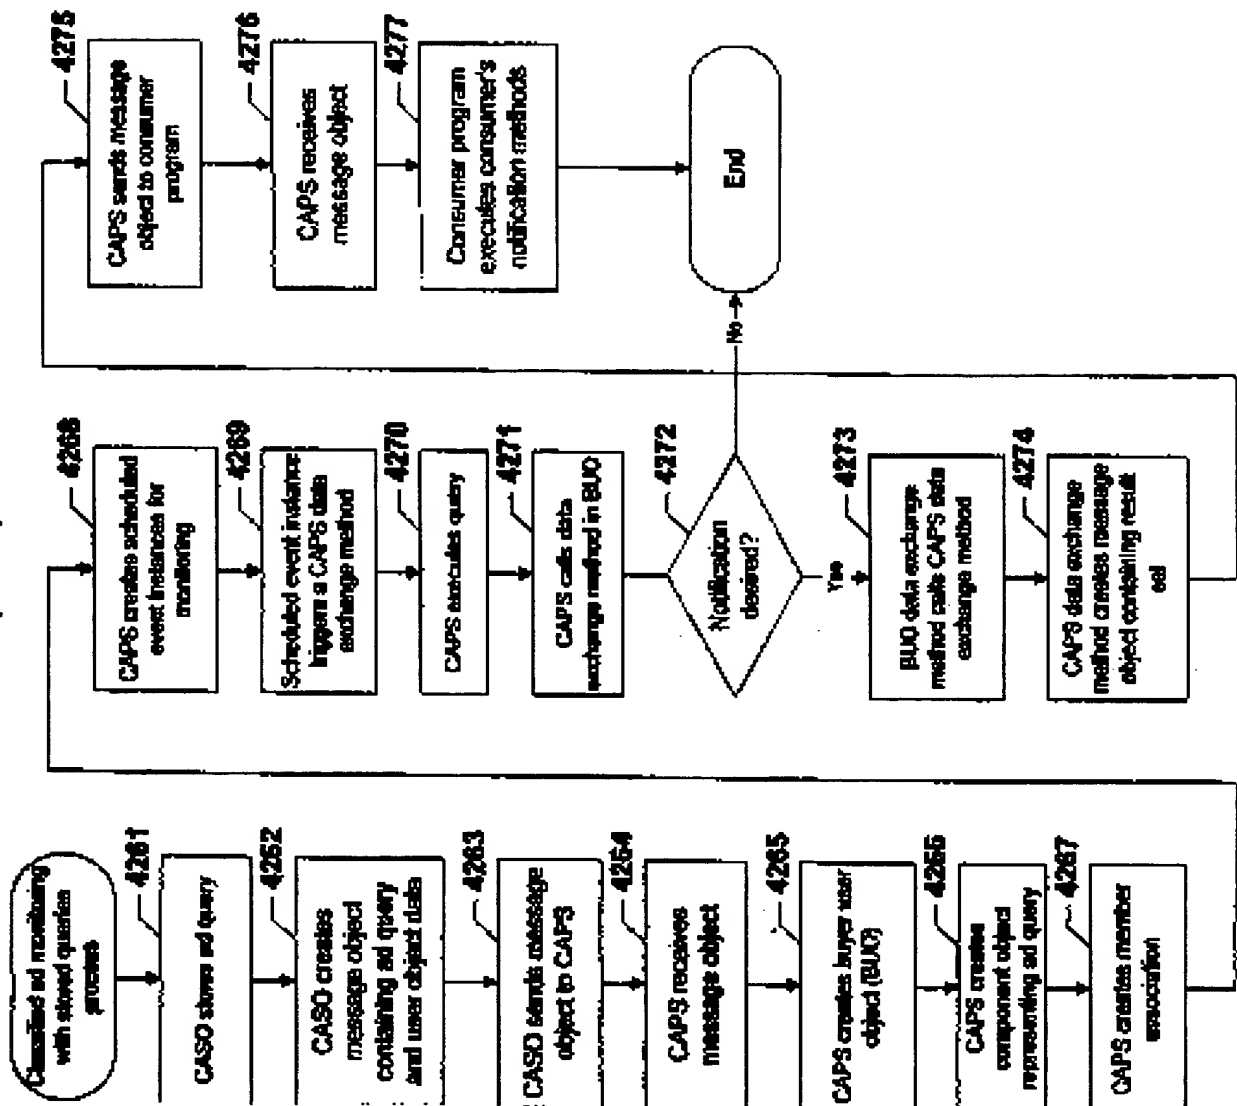 Classified ad monitoring
with stored queries
process
4261
CASO stores ad query
4262
CASO creates
message object
containing ad query
and user object data
4263
CASO sends message
object to CAPS
4264
CAPS receives
message object
4265
CAPS creates buyer user
object (BUO)
4266
CAPS creates
component object
representing ad query
4267
CAPS creates member
association
4268
CAPS creates scheduled
event instances for
monitoring
4269
Scheduled event instance
triggers a CAPS data
exchange method
4270
CAPS executes query
4271
CAPS calls data
exchange method in BUO
4272
Notification
desired?
No
Yes
4273
BUO data exchange
method calls CAPS data
exchange method
4274
CAPS data exchange
method creates message
object containing result
set
4275
CAPS sends message
object to consumer
program
4276
CAPS receives
message object
4277
Consumer program
executes consumer's
notification methods
End